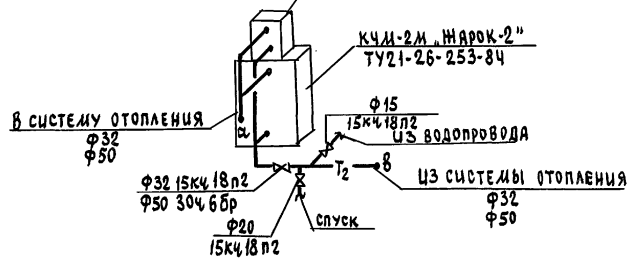 КЧМ-2М „ЖАРОК-2"
ТУ21-26-253-84
В СИСТЕМУ ОТОПЛЕНИЯ
Ф32
Ф50
а
Ф15
15кч18п2
ИЗ ВОДОПРОВОДА
Т2
в
Ф32 15кч18п2
Ф50 30ч6бр
ИЗ СИСТЕМЫ ОТОПЛЕНИЯ
Ф32
Ф50
Ф20
15кч18п2
СПУСК